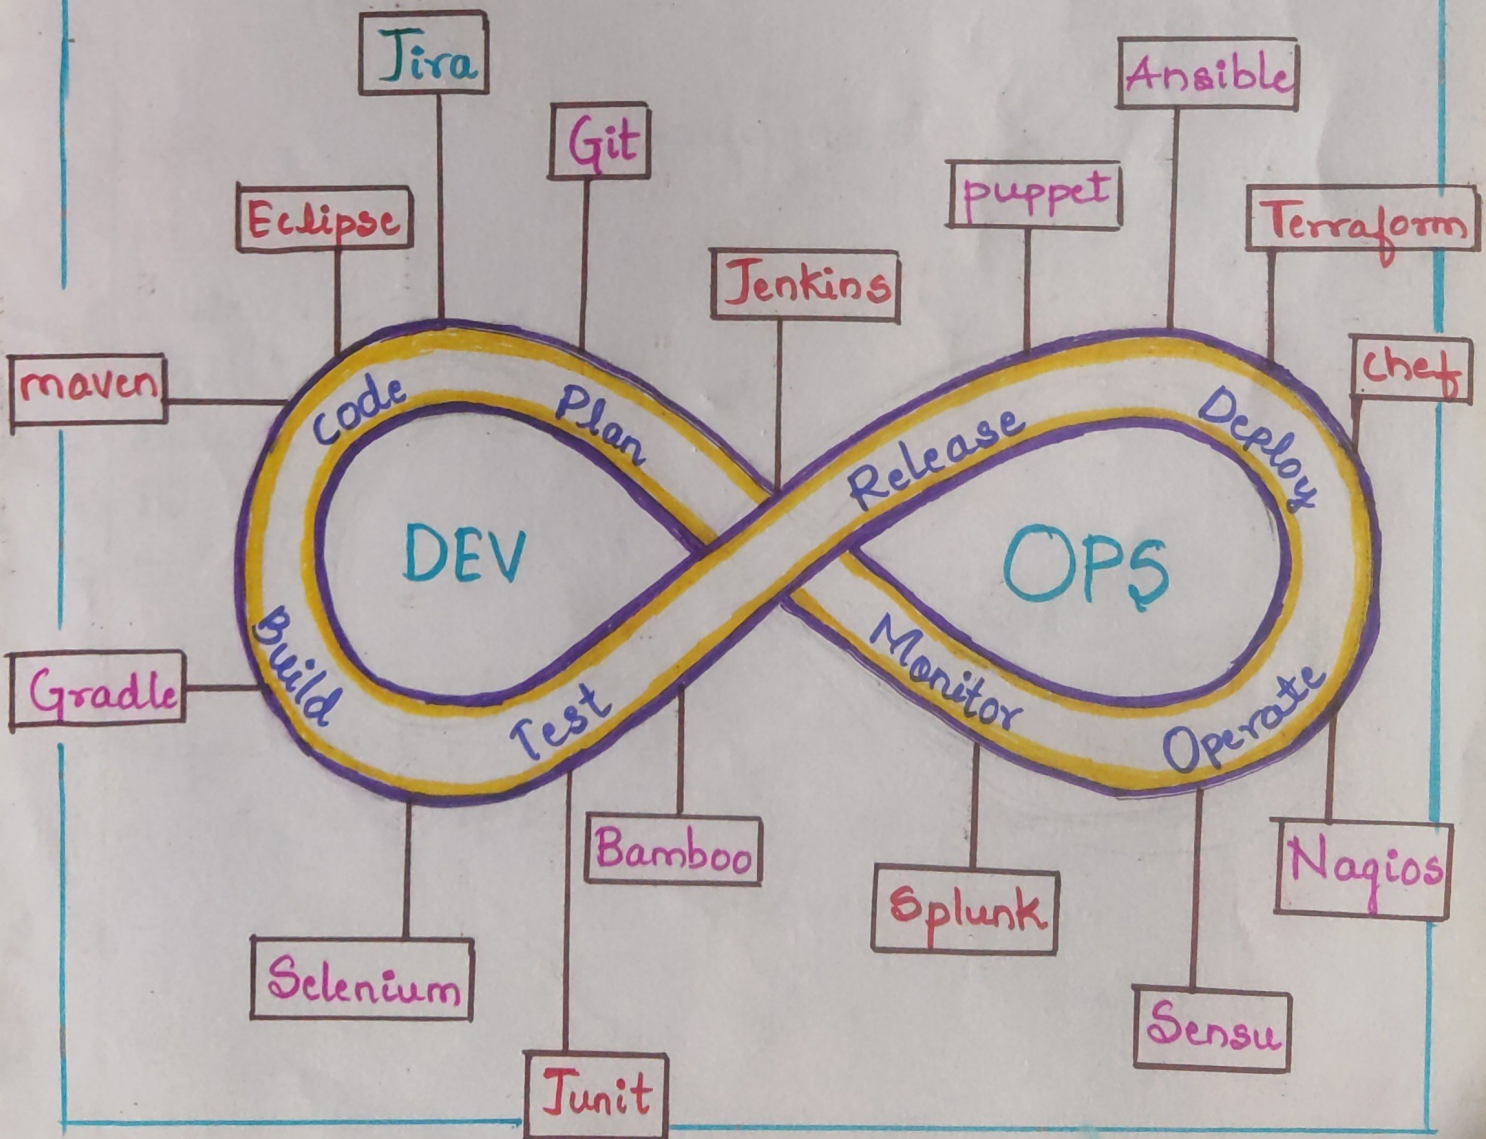 Jira
Ansible
Git
puppet
Eclipse
Terraform
Jenkins
maven
chef
Code
Plan
Release
Deploy
DEV
OPS
Build
Test
Monitor
Operate
Gradle
Bamboo
Splunk
Nagios
Selenium
Sensu
Junit